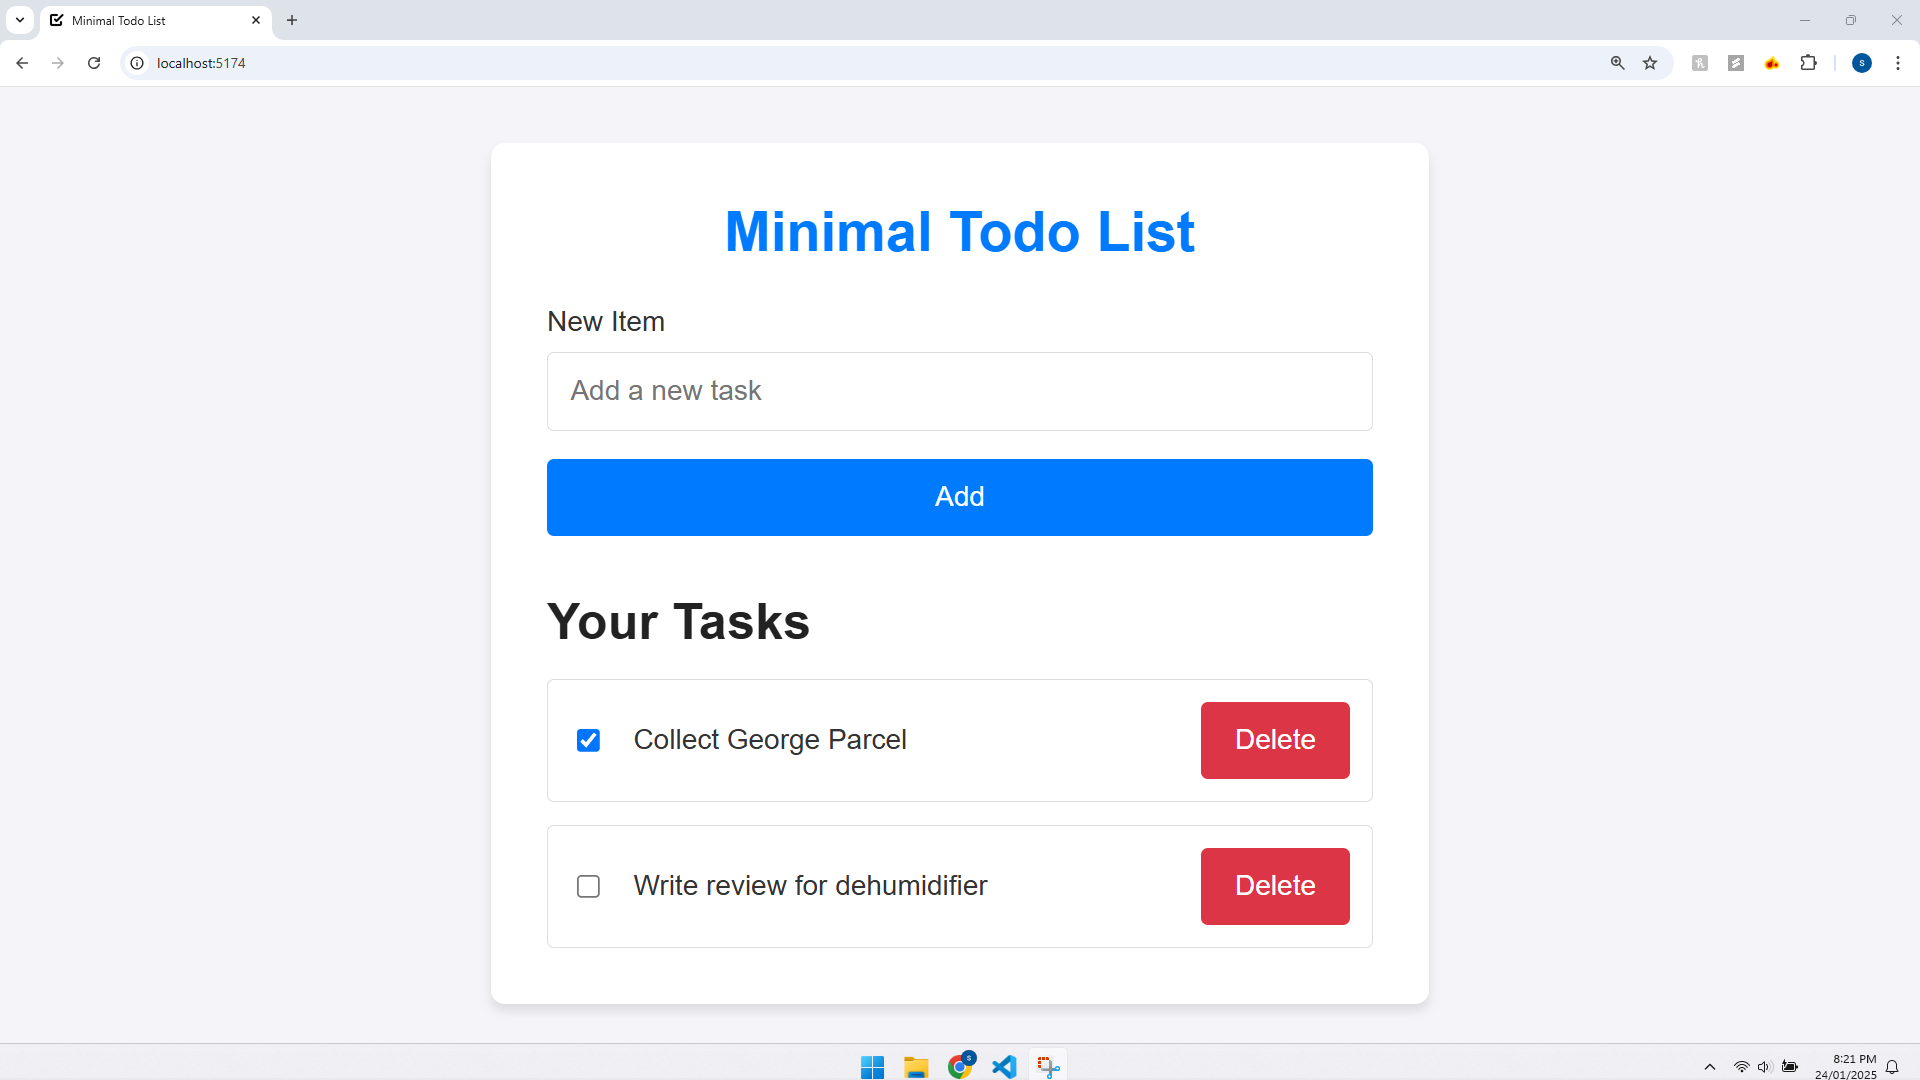 Minimal Todo List
localhost:5174
S
Minimal Todo List
New Item
Add a new task
Add
Your Tasks
Collect George Parcel
Delete
Write review for dehumidifier
Delete
S
8:21 PM
24/01/2025